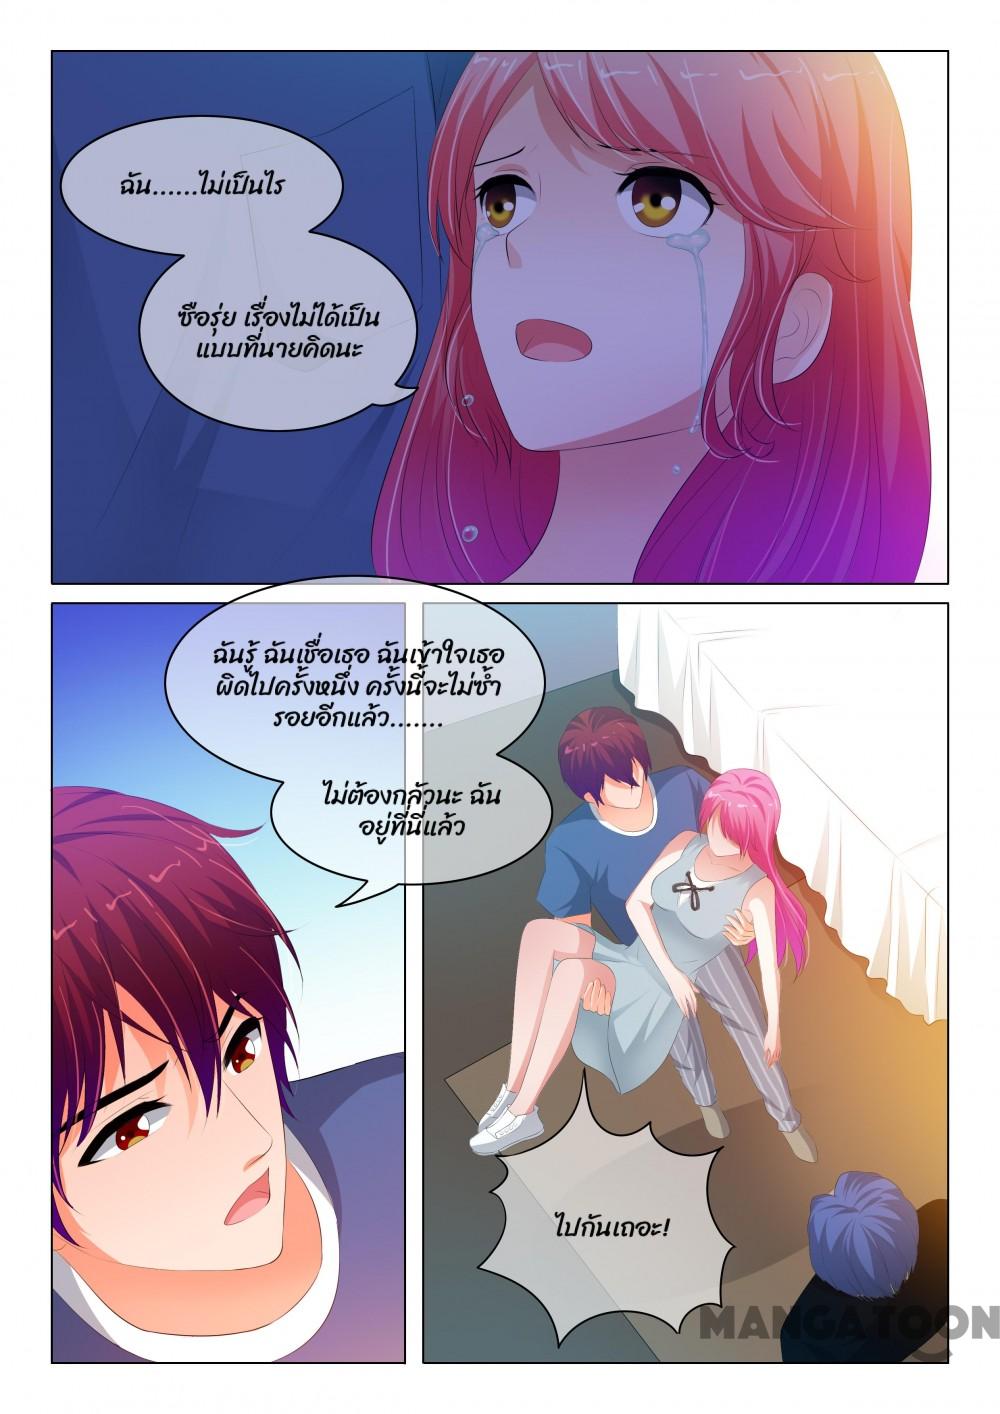 ฉัน......ไม่เป็นไร
ซือรุ่ย เรื่องไม่ได้เป็น
แบบที่นายคิดนะ
ฉันรู้ ฉันเชื่อเธอ ฉันเข้าใจเธอ
ผิดไปครั้งหนึ่ง ครั้งนี้จะไม่ซ้ำ
รอยอีกแล้ว.......
ไม่ต้องกลัวนะ ฉัน
อยู่ที่นี่แล้ว
ไปกันเถอะ!
MANGATOON